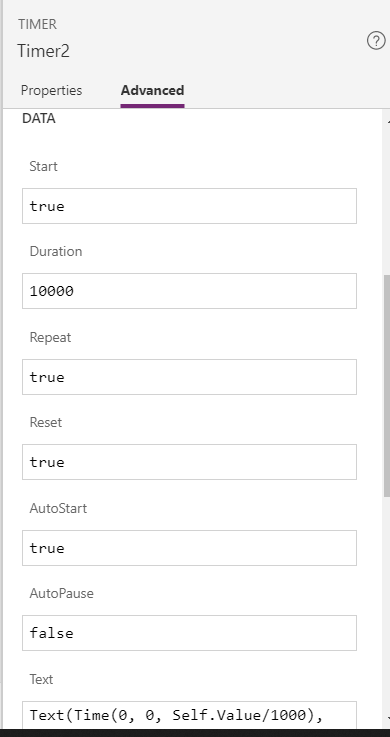 TIMER
Timer2
?
Properties
Advanced
DATA
Start
true
Duration
10000
Repeat
true
Reset
true
AutoStart
true
AutoPause
false
Text
Text(Time(0, 0, Self.Value/1000),